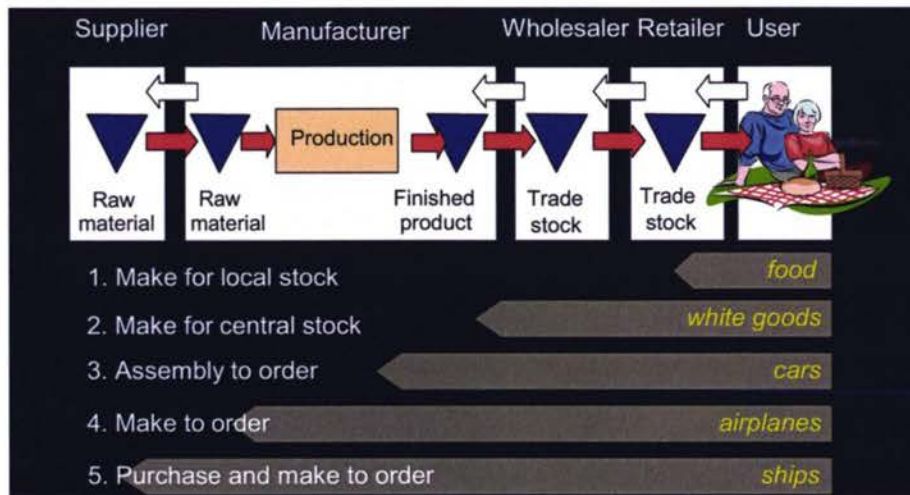 Supplier Manufacturer Wholesaler Retailer User
Production
Raw
material
Raw
material
Finished
product
Trade
stock
Trade
stock
1. Make for local stock food
2. Make for central stock white goods
3. Assembly to order cars
4. Make to order airplanes
5. Purchase and make to order ships